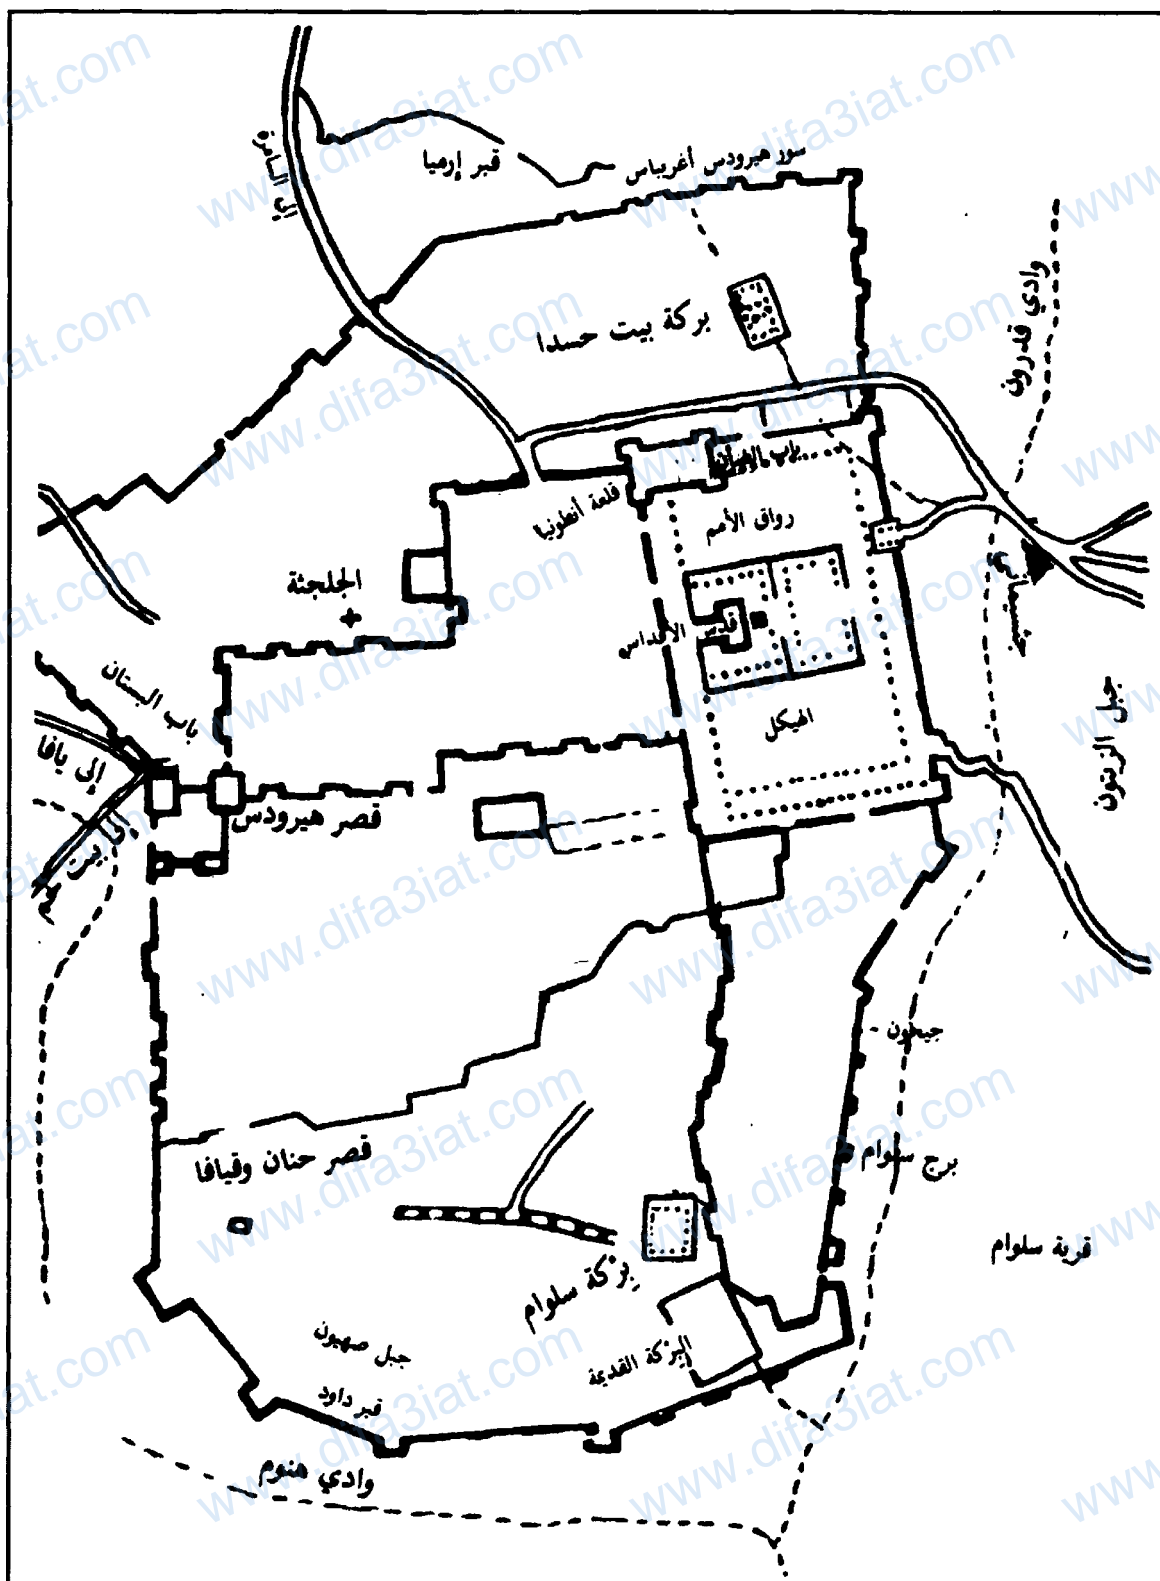 سور هيرودس أغريباس
قبر إرميا
إلى السامرة
وادي قدرون
بركة بيت حسدا
قلعة أنطونيا
رواق الأمم
الجلجثة
قدس الأقداس
جثسيماني
باب البستان
جبل الزيتون
الهيكل
إلى يافا
قصر هيرودس
إلى بيت لحم
جيحون
قصر حنان وقيافا
برج سلوام
قرية سلوام
بركة سلوام
جبل صهيون
البركة القديمة
قبر داود
وادي هنوم
www.difa3iat.com